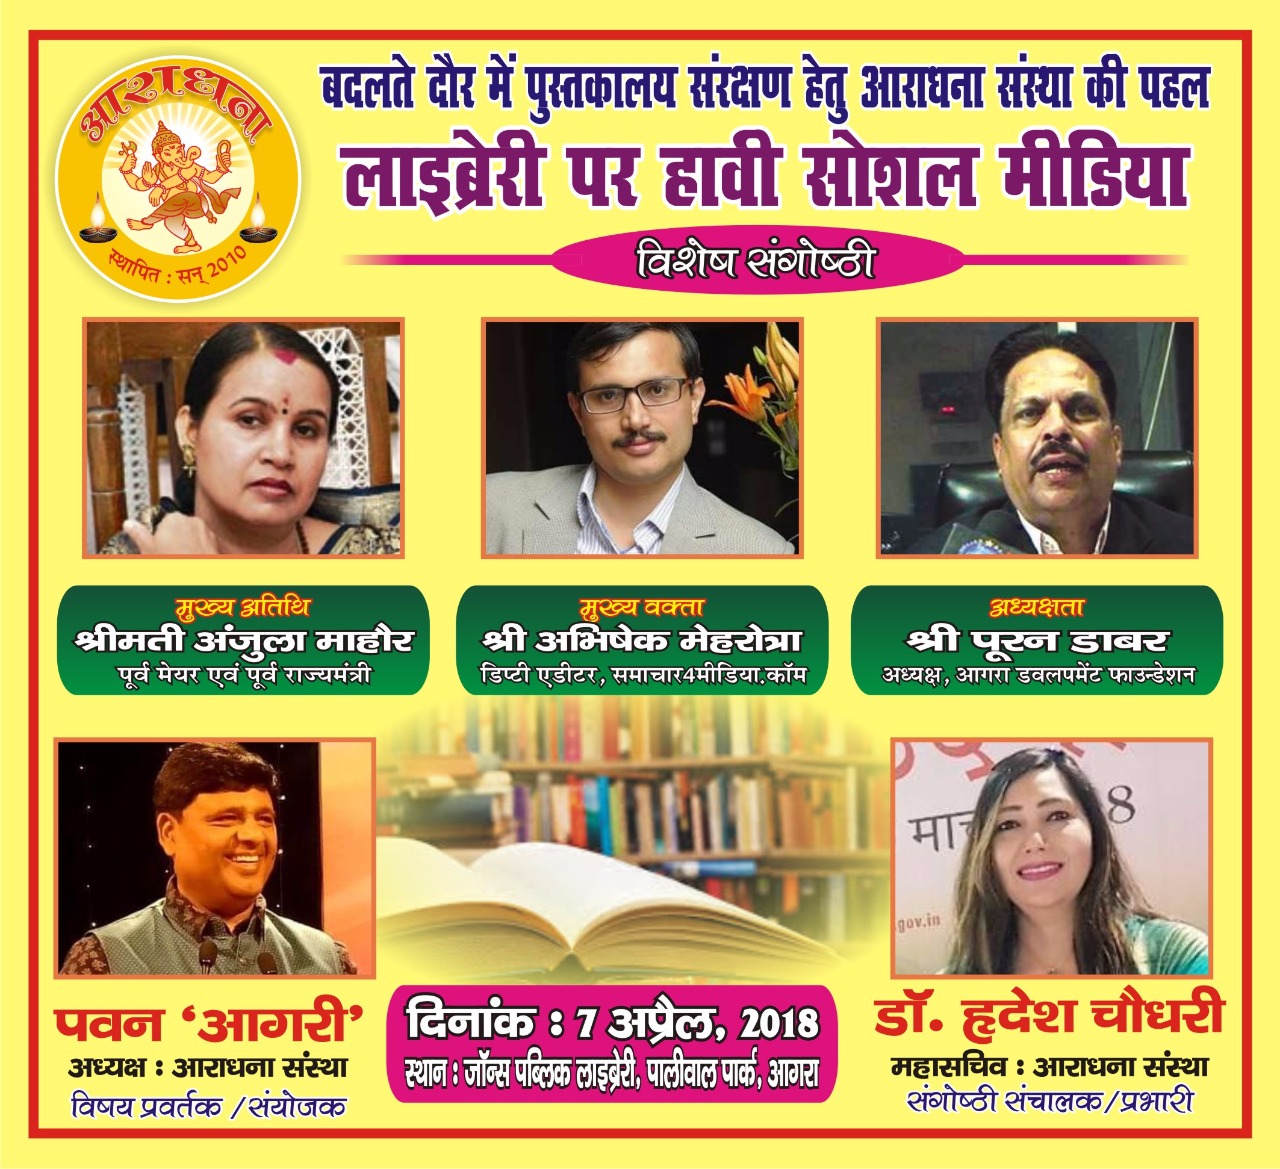 आराधना
स्थापित : सन् 2010
बदलते दौर में पुस्तकालय संरक्षण हेतु आराधना संस्था की पहल
लाइब्रेरी पर हावी सोशल मीडिया
विशेष संगोष्ठी
मुख्य अतिथि
श्रीमती अंजुला माहौर
पूर्व मेयर एवं पूर्व राज्यमंत्री
मुख्य वक्ता
श्री अभिषेक मेहरोत्रा
डिप्टी एडीटर, समाचार4मीडिया.कॉम
अध्यक्षता
श्री पूरन डाबर
अध्यक्ष, आगरा डवलपमेंट फाउन्डेशन
8
.gov.in
पवन ‘आगरी’
अध्यक्ष : आराधना संस्था
विषय प्रवर्तक /संयोजक
दिनांक : 7 अप्रैल, 2018
स्थान : जॉन्स पब्लिक लाइब्रेरी, पालीवाल पार्क, आगरा
डॉ. हृदेश चौधरी
महासचिव : आराधना संस्था
संगोष्ठी संचालक/प्रभारी